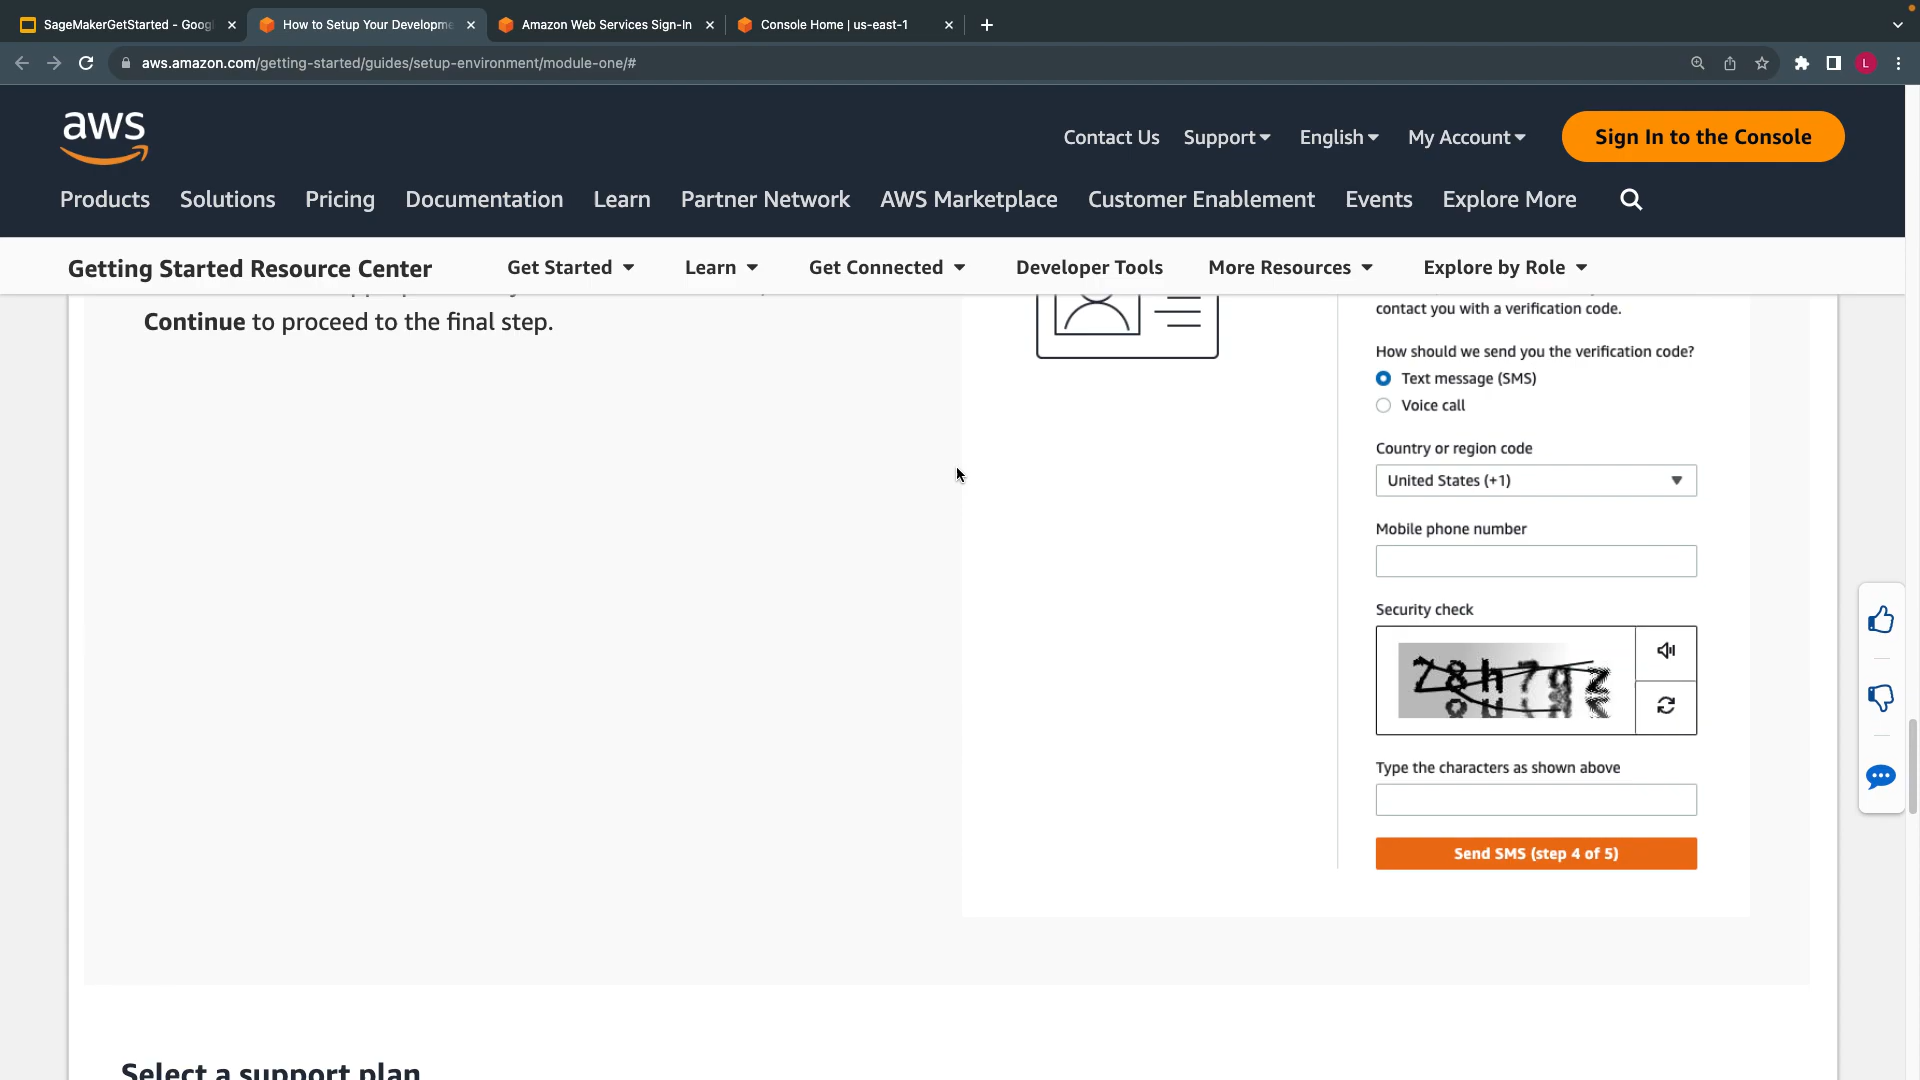 SageMakerGetStarted - Goog
How to Setup Your Developme
Amazon Web Services Sign-In
Console Home | us-east-1
aws.amazon.com/getting-started/guides/setup-environment/module-one/#
L
aws
Contact Us
Support
English
My Account
Sign In to the Console
Products
Solutions
Pricing
Documentation
Learn
Partner Network
AWS Marketplace
Customer Enablement
Events
Explore More
Getting Started Resource Center
Get Started
Learn
Get Connected
Developer Tools
More Resources
Explore by Role
Continue to proceed to the final step.
contact you with a verification code.
How should we send you the verification code?
Text message (SMS)
Voice call
Country or region code
United States (+1)
Mobile phone number
Security check
Type the characters as shown above
Send SMS (step 4 of 5)
Select a support plan